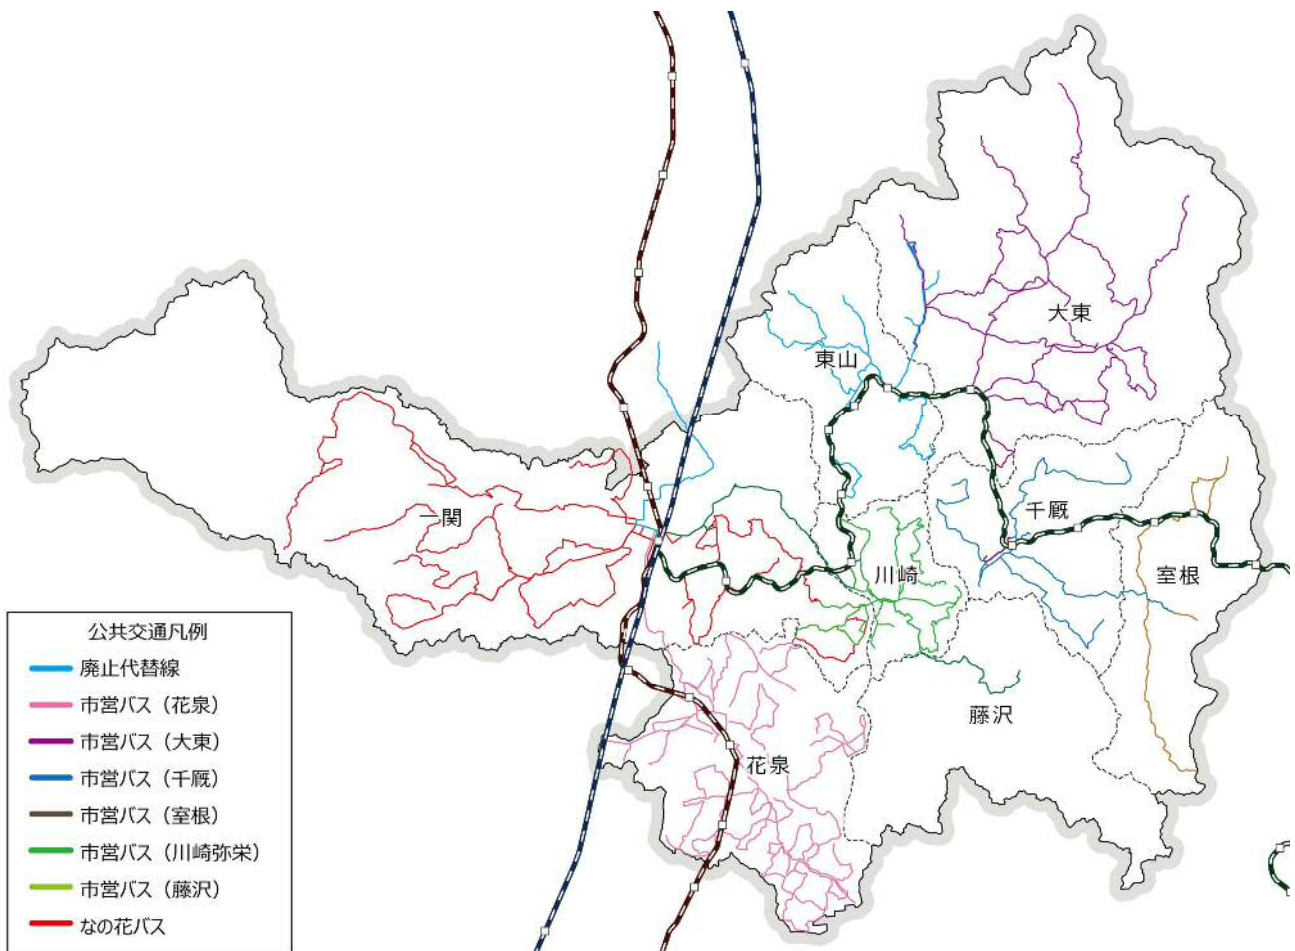 大東
東山
一関
千厩
川崎
室根
藤沢
花泉
公共交通凡例
廃止代替線
市営バス（花泉）
市営バス（大東）
市営バス（千厩）
市営バス（室根）
市営バス（川崎弥栄）
市営バス（藤沢）
なの花バス